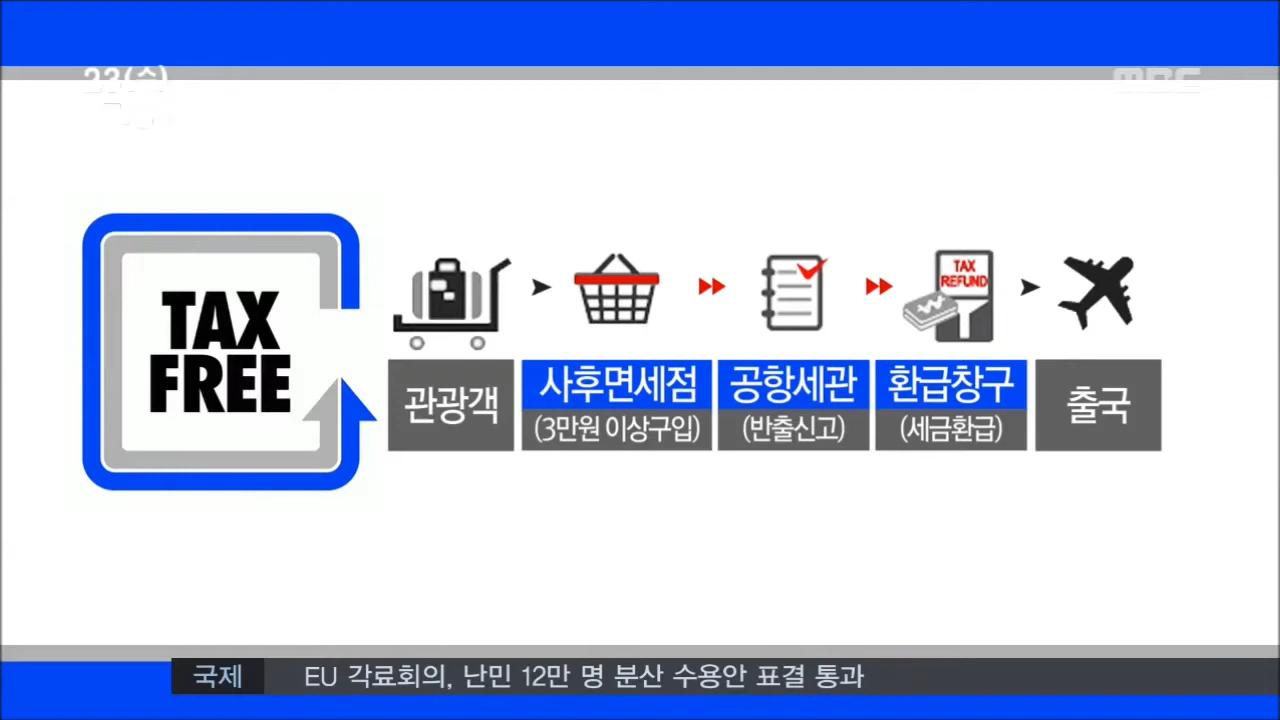 23(수)
MBC
TAX
FREE
TAX
REFUND
관광객
사후면세점
(3만원 이상구입)
공항세관
(반출신고)
환급창구
(세금환급)
출국
국제
EU 각료회의, 난민 12만 명 분산 수용안 표결 통과